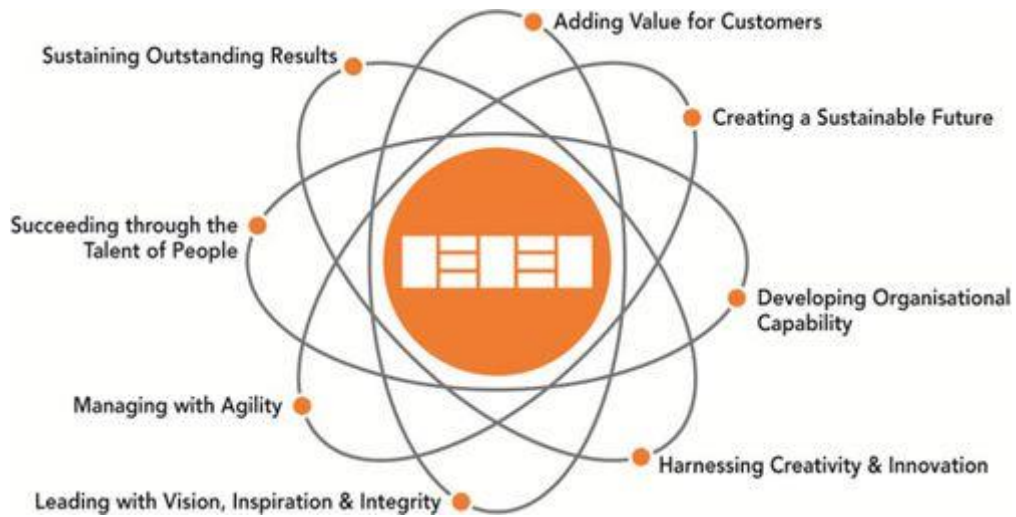 Adding Value for Customers
Sustaining Outstanding Results
Creating a Sustainable Future
Succeeding through the
Talent of People
Developing Organisational
Capability
Managing with Agility
Harnessing Creativity & Innovation
Leading with Vision, Inspiration & Integrity